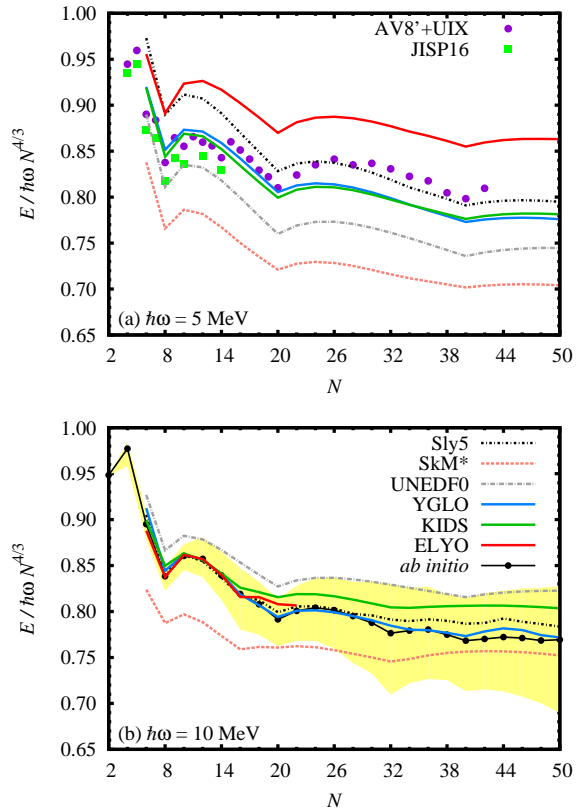 AV8'+UIX
JISP16
1.00
0.95
0.90
0.85
0.80
0.75
0.70
0.65
E / ℏω N^{4/3}
(a) ℏω = 5 MeV
2 8 14 20 26 32 38 44 50
N
Sly5
SkM*
UNEDF0
YGLO
KIDS
ELYO
ab initio
1.00
0.95
0.90
0.85
0.80
0.75
0.70
0.65
E / ℏω N^{4/3}
(b) ℏω = 10 MeV
2 8 14 20 26 32 38 44 50
N